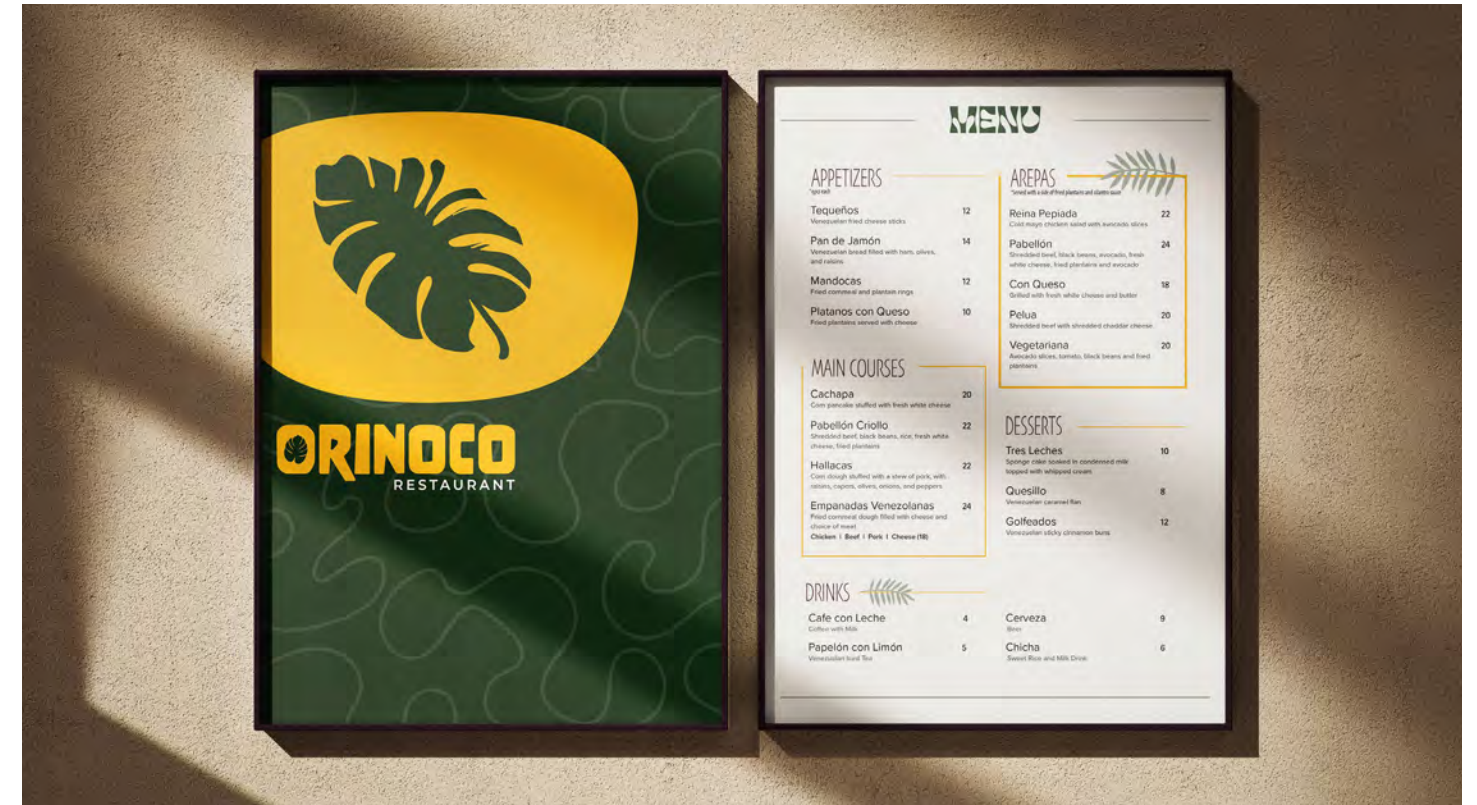 ORINOCO
RESTAURANT
MENU
APPETIZERS
Tequeños 12
Venezuelan fried cheese sticks
Pan de Jamón 14
Venezuelan bread filled with ham, olives,
and raisins
Mandocas 12
Fried cornmeal and plantain rings
Platanos con Queso 10
Fried plantains served with cheese
MAIN COURSES
Cachapa 20
Corn pancake stuffed with fresh white cheese
Pabellón Criollo 22
Shredded beef, black beans, rice, fresh white
cheese, fried plantains
Hallacas 22
Corn dough stuffed with a stew of pork, with
raisins, capers, olives, onions, and peppers
Empanadas Venezolanas 24
Fried cornmeal dough filled with cheese and
choice of meat
Chicken | Beef | Pork | Cheese (18)
AREPAS
*Served with a side of fried plantains and cilantro sauce
Reina Pepiada 22
Cold mayo chicken salad with avocado slices
Pabellón 24
Shredded beef, black beans, avocado, fresh
white cheese, fried plantains and avocado
Con Queso 18
Grilled with fresh white cheese and butter
Pelua 20
Shredded beef with shredded chaddar cheese
Vegetariana 20
Avocado slices, tomato, black beans and fried
plantains
DESSERTS
Tres Leches 10
Sponge cake soaked in condensed milk
topped with whipped cream
Quesillo 8
Venezuelan caramel flan
Golfeados 12
Venezuelan sticky cinnamon buns
DRINKS
Cafe con Leche 4
Coffee with Milk
Papelón con Limón 5
Venezuelan Iced Tea
Cerveza 9
Beer
Chicha 6
Sweet Rice and Milk Drink